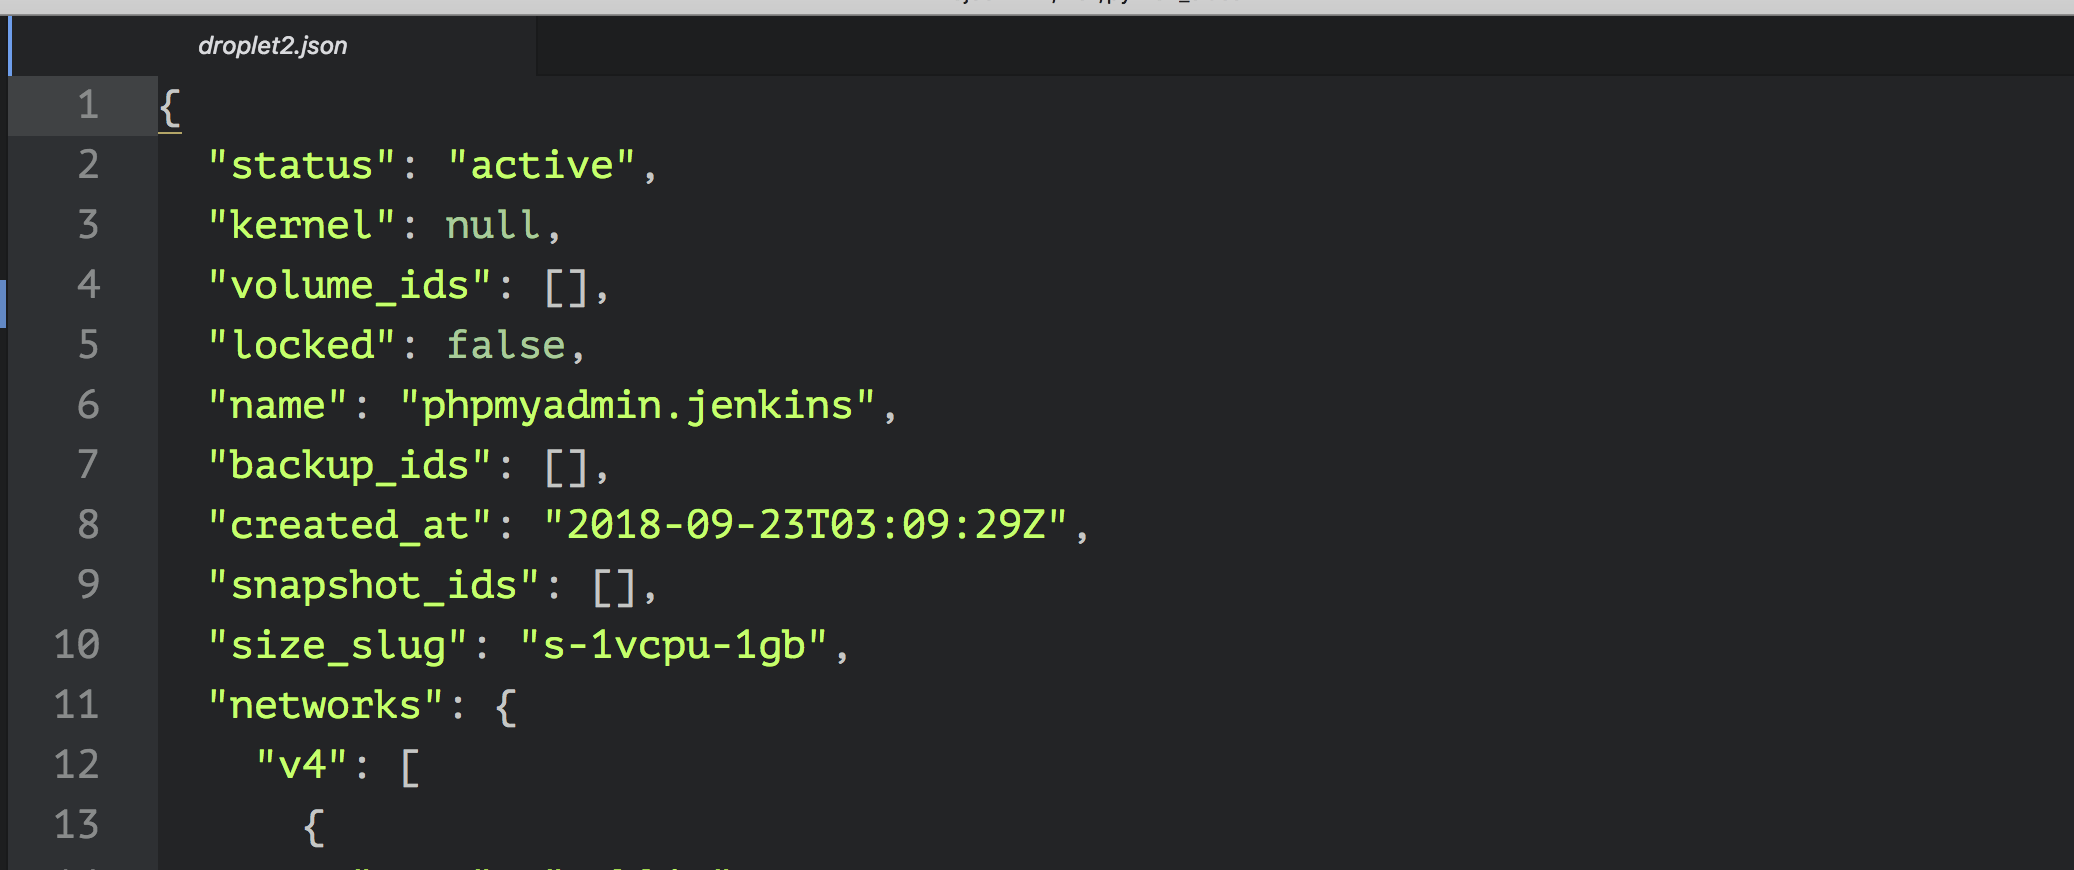 droplet2.json
1 {
2 "status": "active",
3 "kernel": null,
4 "volume_ids": [],
5 "locked": false,
6 "name": "phpmyadmin.jenkins",
7 "backup_ids": [],
8 "created_at": "2018-09-23T03:09:29Z",
9 "snapshot_ids": [],
10 "size_slug": "s-1vcpu-1gb",
11 "networks": {
12 "v4": [
13 {